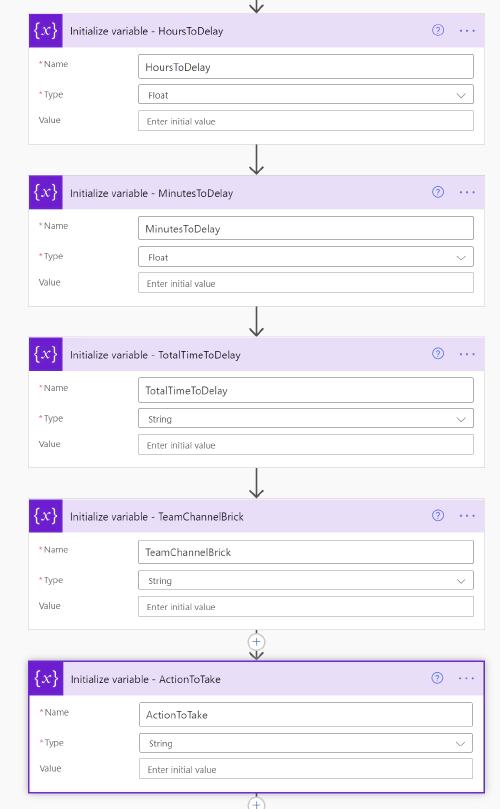 {x} Initialize variable - HoursToDelay ? ...
*Name HoursToDelay
*Type Float
Value Enter initial value
{x} Initialize variable - MinutesToDelay ? ...
*Name MinutesToDelay
*Type Float
Value Enter initial value
{x} Initialize variable - TotalTimeToDelay ? ...
*Name TotalTimeToDelay
*Type String
Value Enter initial value
{x} Initialize variable - TeamChannelBrick ? ...
*Name TeamChannelBrick
*Type String
Value Enter initial value
{x} Initialize variable - ActionToTake ? ...
*Name ActionToTake
*Type String
Value Enter initial value